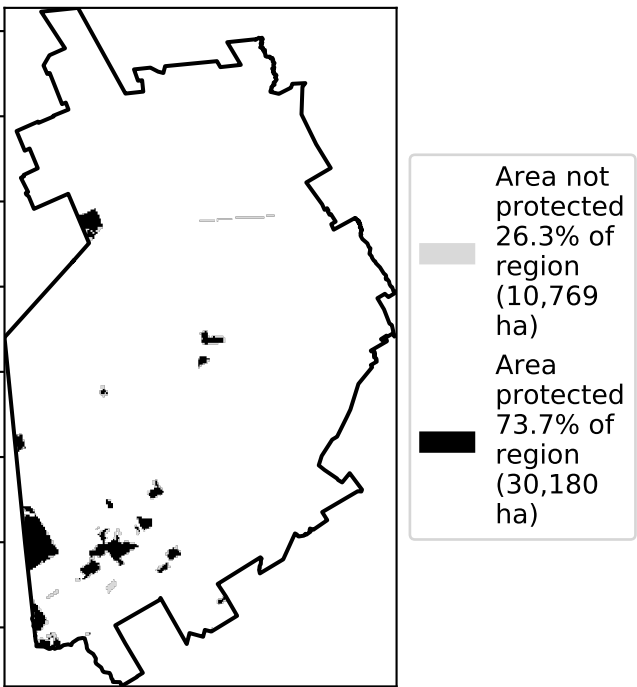 Area not
protected
26.3% of
region
(10,769
ha)
Area
protected
73.7% of
region
(30,180
ha)